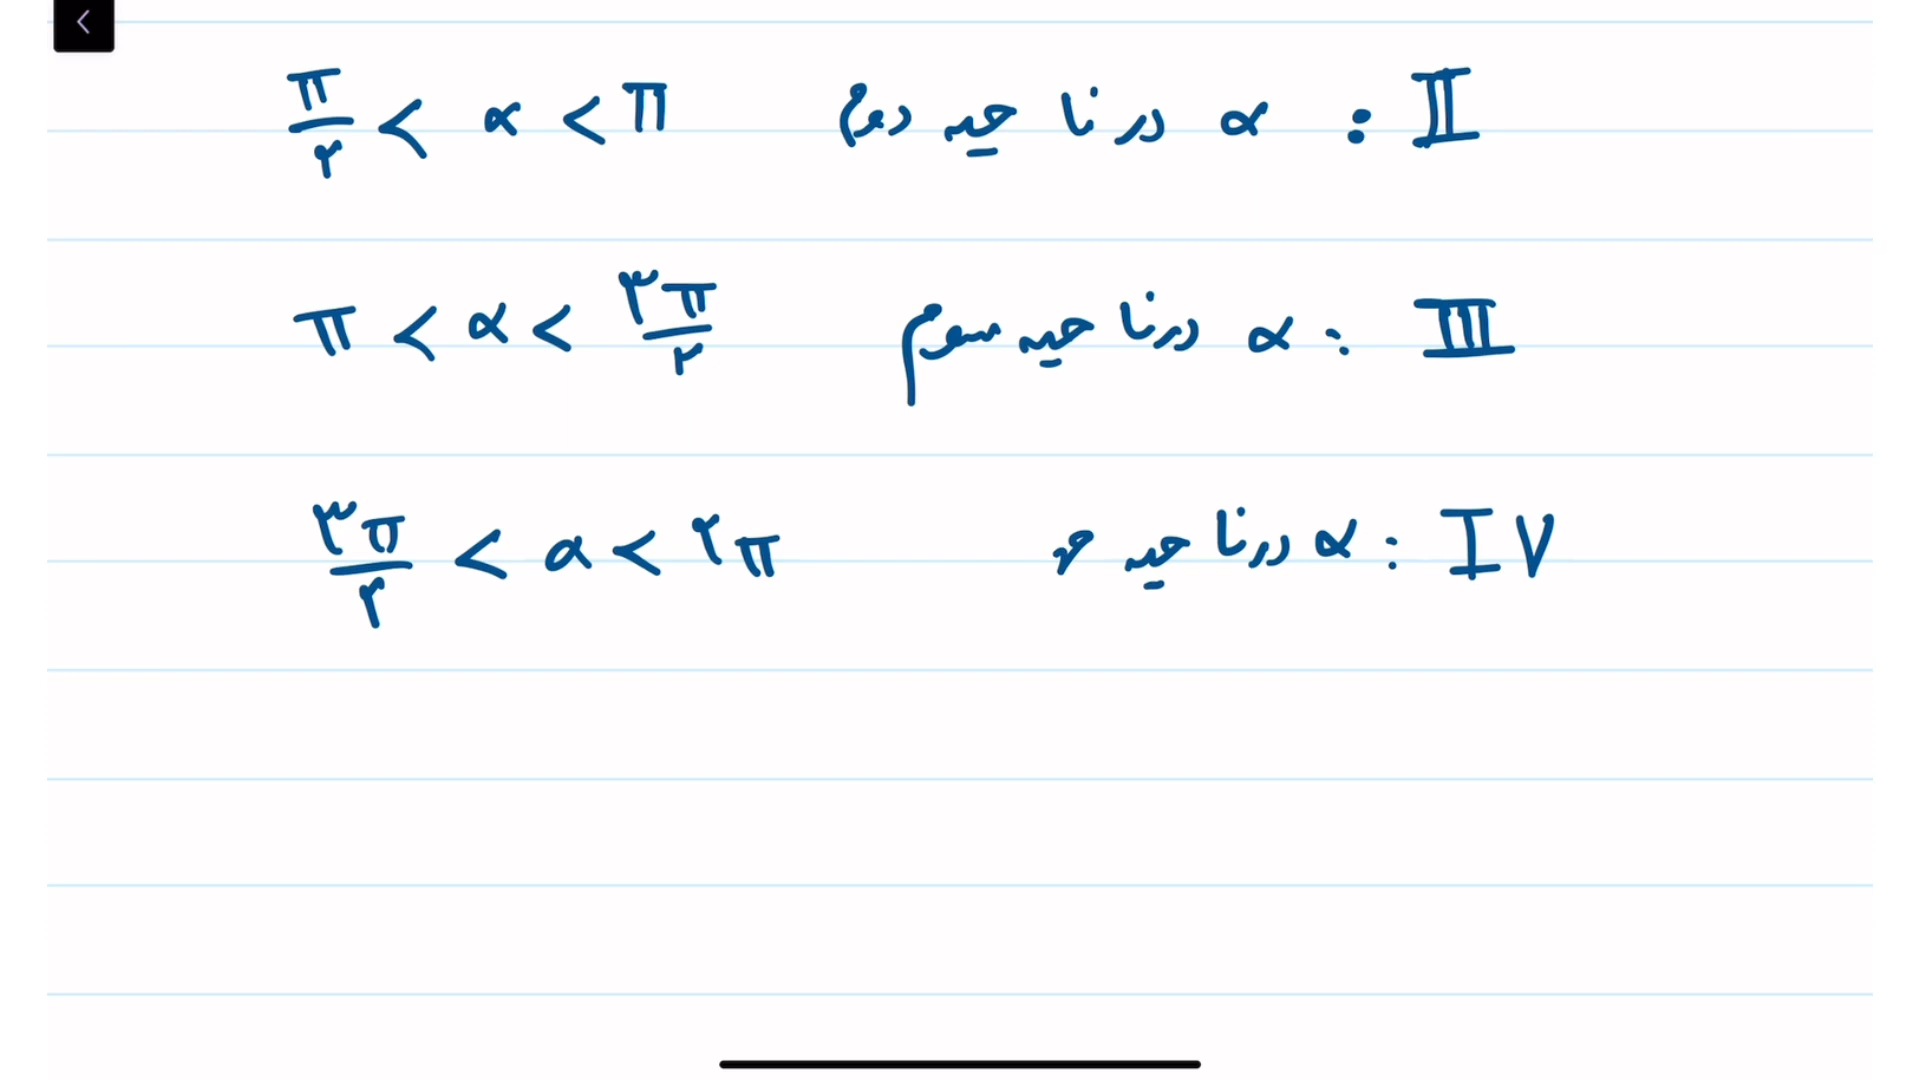 II : α در ناحیه دوم π/۲ < α < π
III : α در ناحیه سوم π < α < ۳π/۲
IV : α در ناحیه ۳π/۲ < α < ۲π